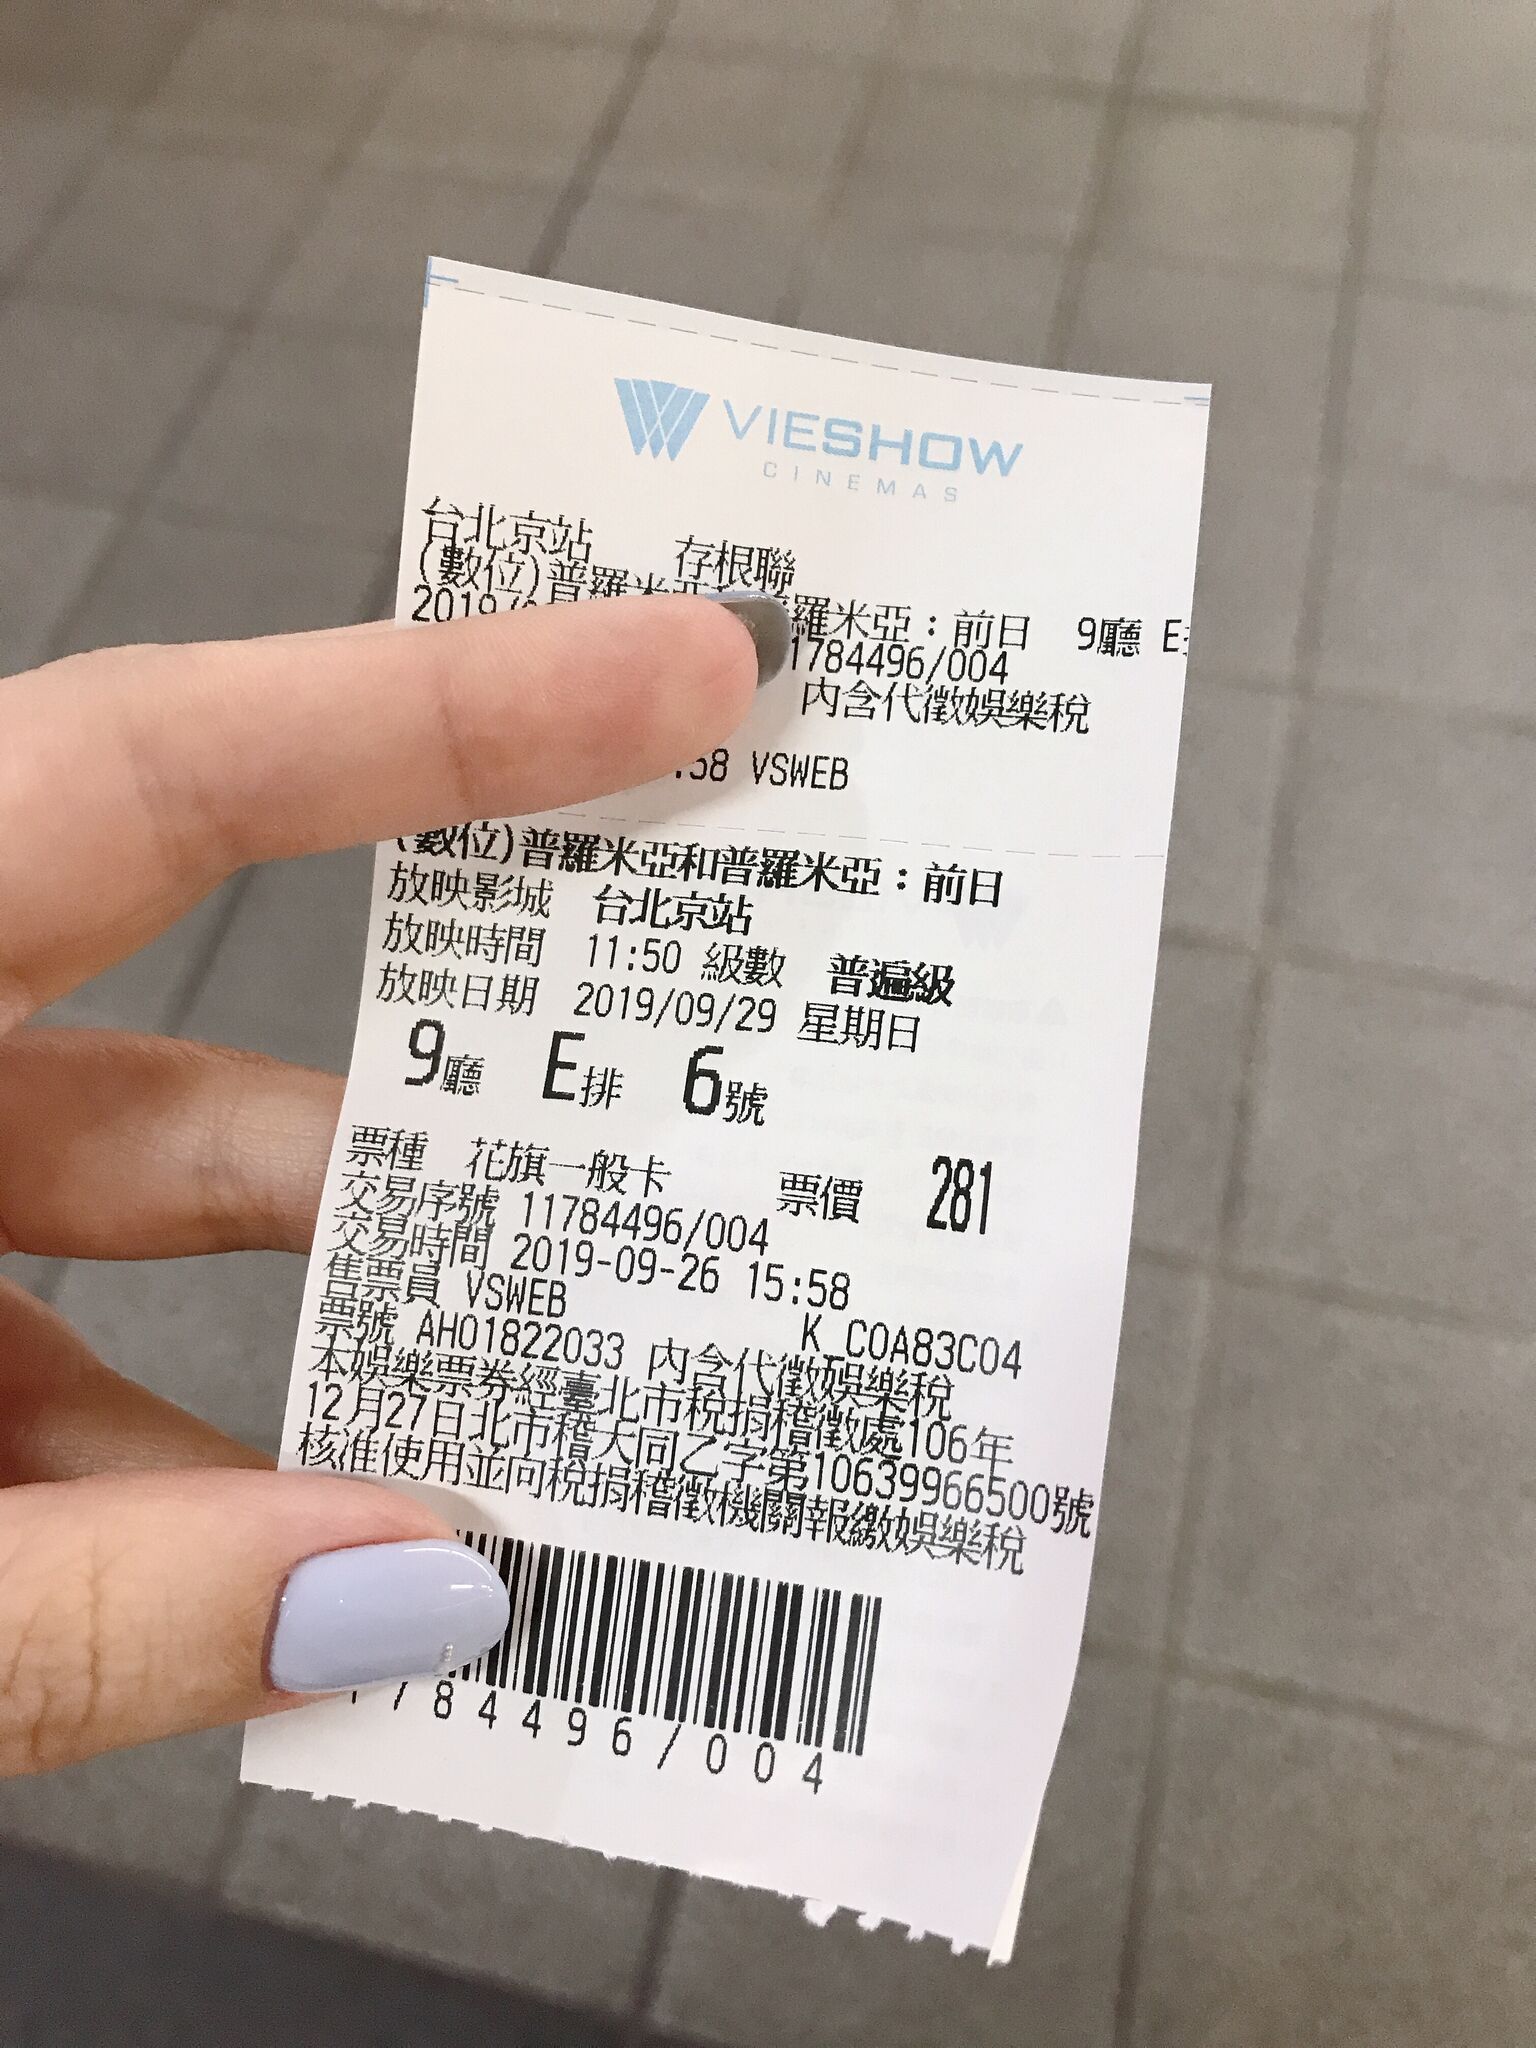 VIESHOW
CINEMAS
台北京站 存根聯
(數位)普羅米亞 羅米亞：前日 9廳 E
2019/ 1784496/004
內含代徵娛樂稅
:58 VSWEB
(數位)普羅米亞和普羅米亞：前日
放映影城 台北京站
放映時間 11:50 級數 普遍級
放映日期 2019/09/29 星期日
9廳 E排 6號
票種 花旗一般卡 票價 281
交易序號 11784496/004
交易時間 2019-09-26 15:58
售票員 VSWEB K_C0A83C04
票號 AH01822033 內含代徵娛樂稅
本娛樂票券經臺北市稅捐稽徵處106年
12月27日北市稽大同乙字第10639966500號
核准使用並向稅捐稽徵機關報繳娛樂稅
784496/004